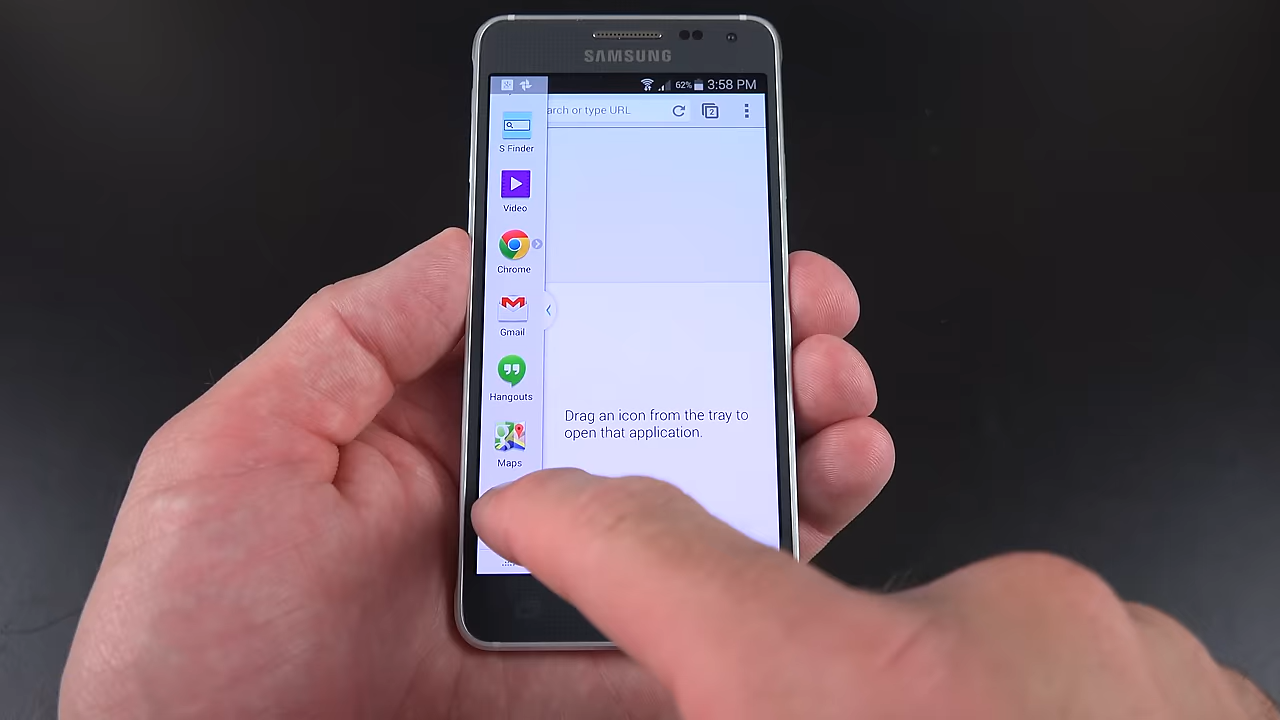 SAMSUNG
62% 3:58 PM
arch or type URL
2
S Finder
Video
Chrome
Gmail
Hangouts
Maps
Drag an icon from the tray to
open that application.